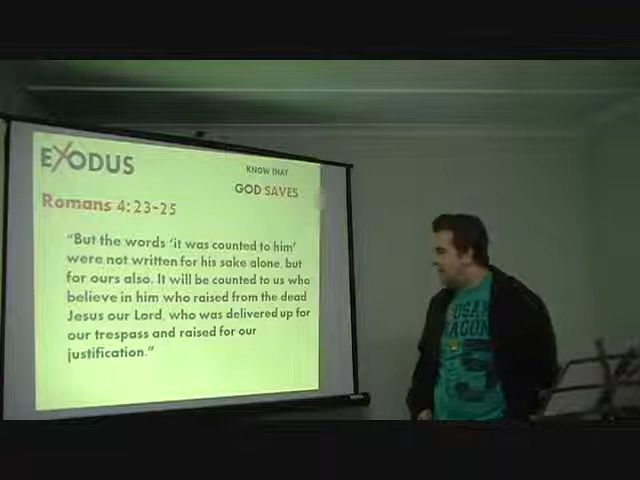 EXODUS
KNOW THAT
GOD SAVES
Romans 4:23-25
"But the words 'it was counted to him'
were not written for his sake alone, but
for ours also. It will be counted to us who
believe in him who raised from the dead
Jesus our Lord, who was delivered up for
our trespass and raised for our
justification."